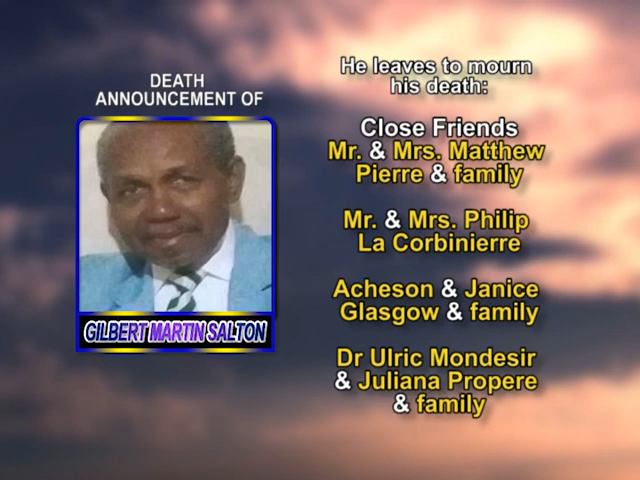 DEATH
ANNOUNCEMENT OF
GILBERT MARTIN SALTON
He leaves to mourn
his death:
Close Friends
Mr. & Mrs. Matthew
Pierre & family
Mr. & Mrs. Philip
La Corbinierre
Acheson & Janice
Glasgow & family
Dr Ulric Mondesir
& Juliana Propere
& family